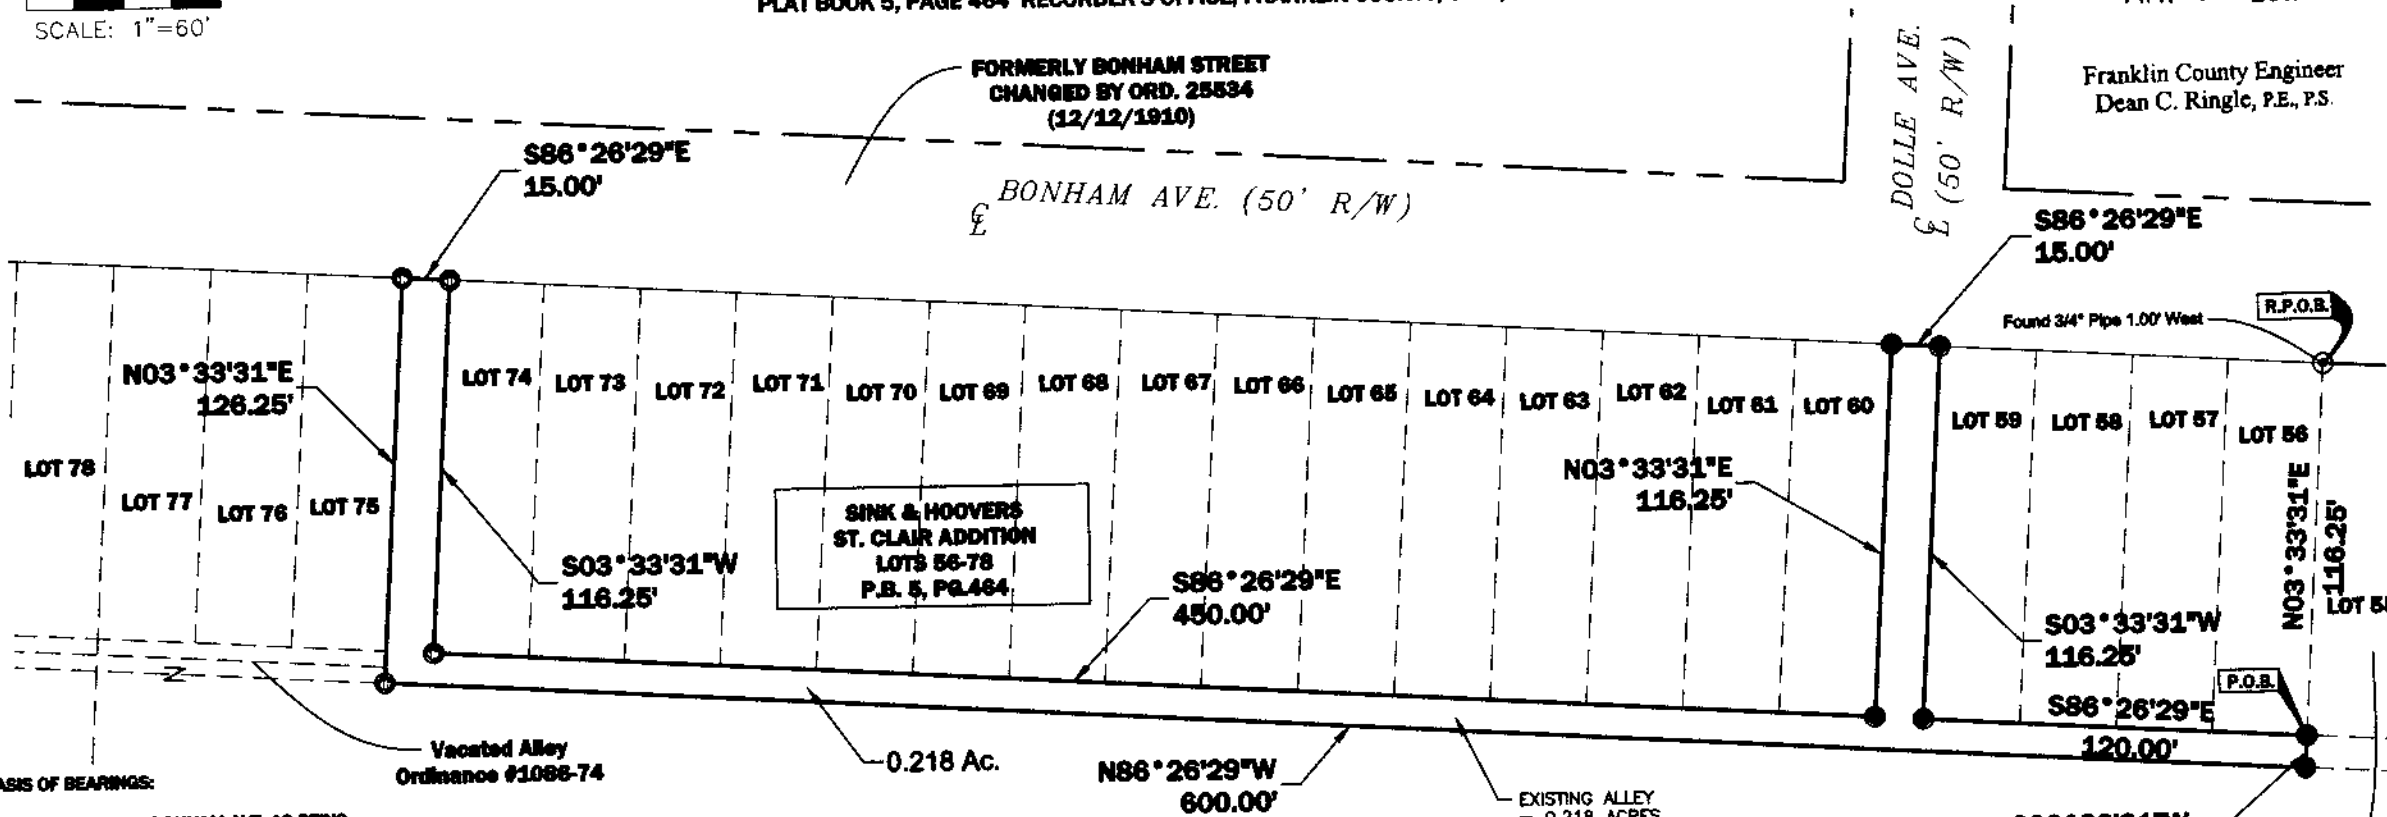 SCALE: 1"=60'
FORMERLY BONHAM STREET
CHANGED BY ORD. 25534
(12/12/1910)
DOLLE AVE.
(50' R/W)
Franklin County Engineer
Dean C. Ringle, P.E., P.S.
S86°26'29"E
15.00'
BONHAM AVE. (50' R/W)
S86°26'29"E
15.00'
R.P.O.B.
Found 3/4" Pipe 1.00' West
N03°33'31"E
126.25'
LOT 78
LOT 77
LOT 76
LOT 75
LOT 74
LOT 73
LOT 72
LOT 71
LOT 70
LOT 69
LOT 68
LOT 67
LOT 66
LOT 65
LOT 64
LOT 63
LOT 62
LOT 61
LOT 60
LOT 59
LOT 58
LOT 57
LOT 56
N03°33'31"E
116.25'
N03°33'31"E
116.25'
SINK & HOOVERS
ST. CLAIR ADDITION
LOTS 56-78
P.B. 5, PG.464
S03°33'31"W
116.25'
S86°26'29"E
450.00'
S03°33'31"W
116.25'
LOT
P.O.B.
S86°26'29"E
120.00'
Vacated Alley
Ordinance #1086-74
0.218 Ac.
N86°26'29"W
600.00'
EXISTING ALLEY
0.218 ACRES
BASIS OF BEARINGS: